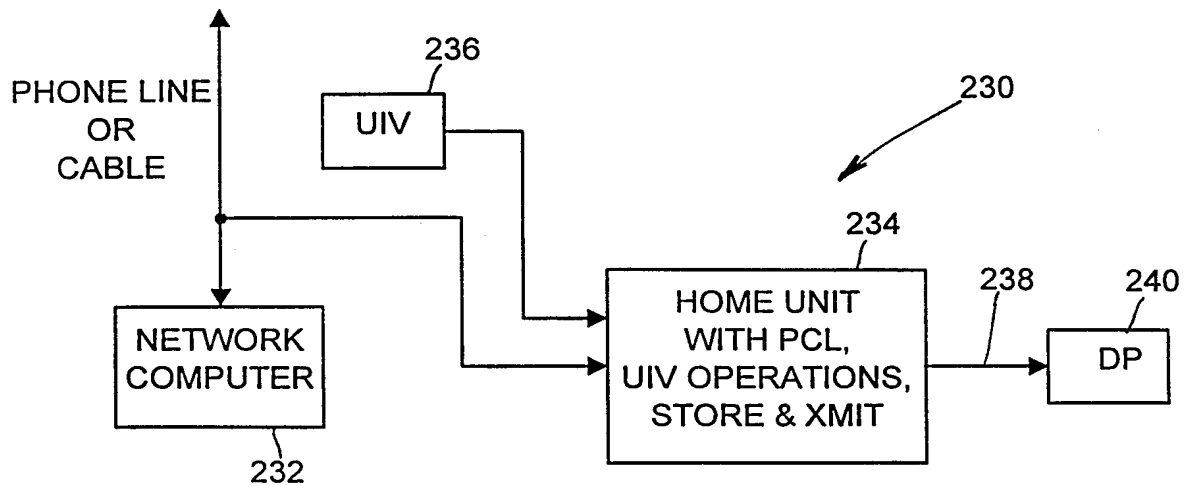 PHONE LINE
OR
CABLE
236
UIV
230
234
HOME UNIT
WITH PCL,
UIV OPERATIONS,
STORE & XMIT
238
240
DP
NETWORK
COMPUTER
232